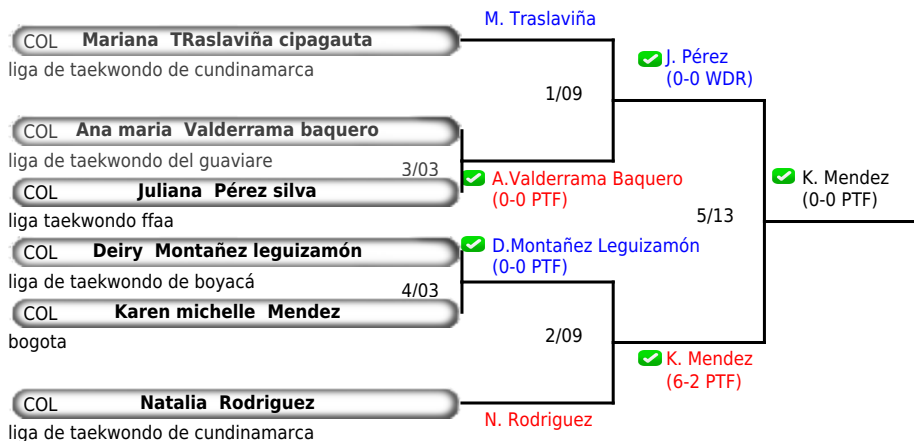 M. Traslaviña
COL Mariana TRaslaviña cipagauta
liga de taekwondo de cundinamarca
J. Pérez
(0-0 WDR)
1/09
COL Ana maria Valderrama baquero
liga de taekwondo del guaviare
3/03
COL Juliana Pérez silva
liga taekwondo ffaa
A.Valderrama Baquero
(0-0 PTF)
K. Mendez
(0-0 PTF)
5/13
COL Deiry Montañez leguizamón
liga de taekwondo de boyacá
D.Montañez Leguizamón
(0-0 PTF)
4/03
COL Karen michelle Mendez
bogota
2/09
K. Mendez
(6-2 PTF)
COL Natalia Rodriguez
liga de taekwondo de cundinamarca
N. Rodriguez